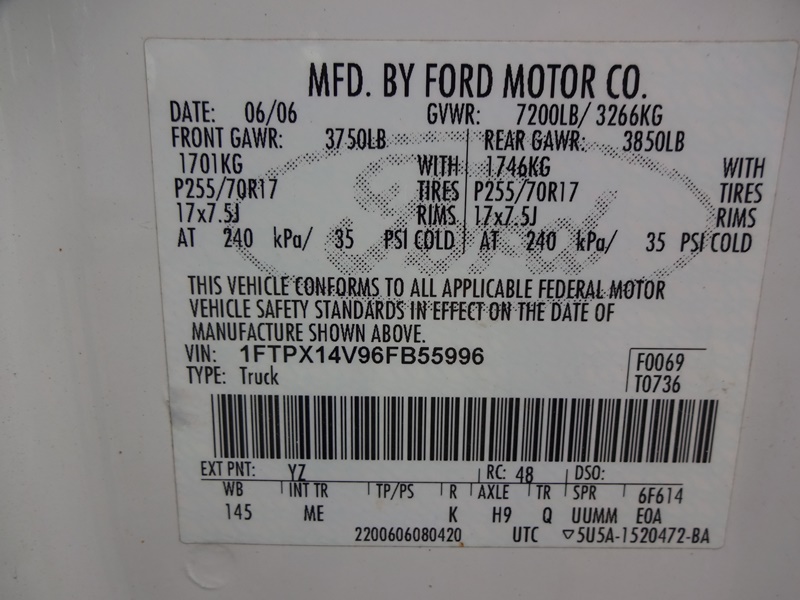 MFD. BY FORD MOTOR CO.
DATE: 06/06 GVWR: 7200LB/ 3266KG
FRONT GAWR: 3750LB REAR GAWR: 3850LB
1701KG WITH 1746KG WITH
P255/70R17 TIRES P255/70R17 TIRES
17x7.5J RIMS 17x7.5J RIMS
AT 240 kPa/ 35 PSI COLD AT 240 kPa/ 35 PSI COLD
Ford
THIS VEHICLE CONFORMS TO ALL APPLICABLE FEDERAL MOTOR
VEHICLE SAFETY STANDARDS IN EFFECT ON THE DATE OF
MANUFACTURE SHOWN ABOVE.
VIN: 1FTPX14V96FB55996 F0069
TYPE: Truck T0736
EXT PNT: YZ RC: 48 DSO:
WB INT TR TP/PS R AXLE TR SPR 6F614
145 ME K H9 Q UUMM EOA
2200606080420 UTC ▽5U5A-1520472-BA